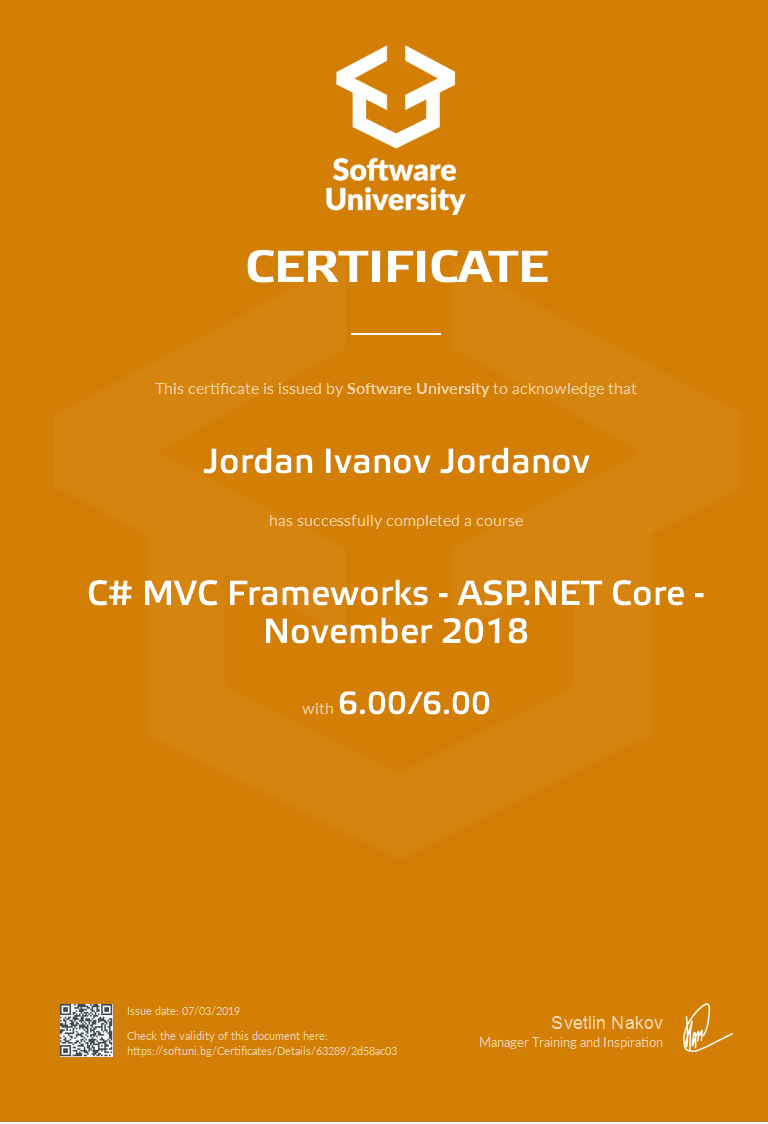 Software
University
CERTIFICATE
This certificate is issued by Software University to acknowledge that
Jordan Ivanov Jordanov
has successfully completed a course
C# MVC Frameworks - ASP.NET Core -
November 2018
with 6.00/6.00
Issue date: 07/03/2019
Check the validity of this document here:
https://softuni.bg/Certificates/Details/63289/2d58ac03
Svetlin Nakov
Manager Training and Inspiration